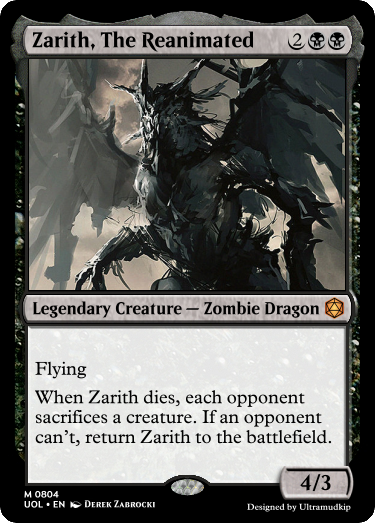 Zarith, The Reanimated 2
Legendary Creature — Zombie Dragon
Flying
When Zarith dies, each opponent
sacrifices a creature. If an opponent
can't, return Zarith to the battlefield.
4/3
M 0804
UOL • EN DEREK ZABROCKI
Designed by Ultramudkip